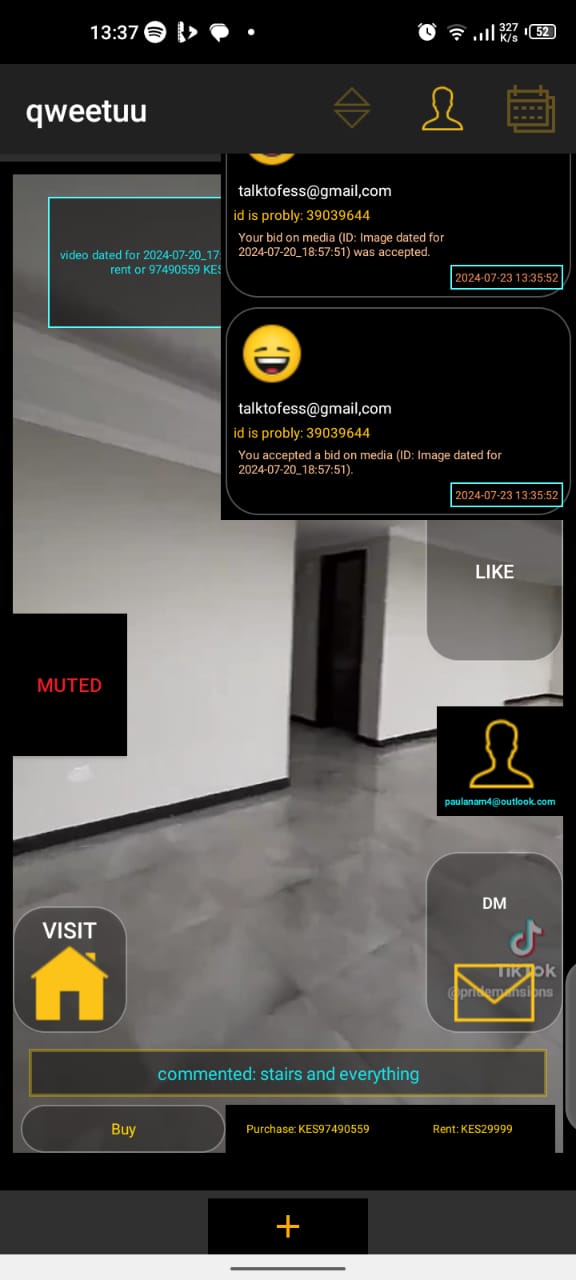 13:37
327
K/s
52
qweetuu
talktofess@gmail,com
id is probly: 39039644
Your bid on media (ID: Image dated for
2024-07-20_18:57:51) was accepted.
2024-07-23 13:35:52
video dated for 2024-07-20_17:
rent or 97490559 KES
talktofess@gmail,com
id is probly: 39039644
You accepted a bid on media (ID: Image dated for
2024-07-20_18:57:51).
2024-07-23 13:35:52
LIKE
MUTED
paulanam4@outlook.com
VISIT
DM
TikTok
@pridemansions
commented: stairs and everything
Buy
Purchase: KES97490559
Rent: KES29999
+